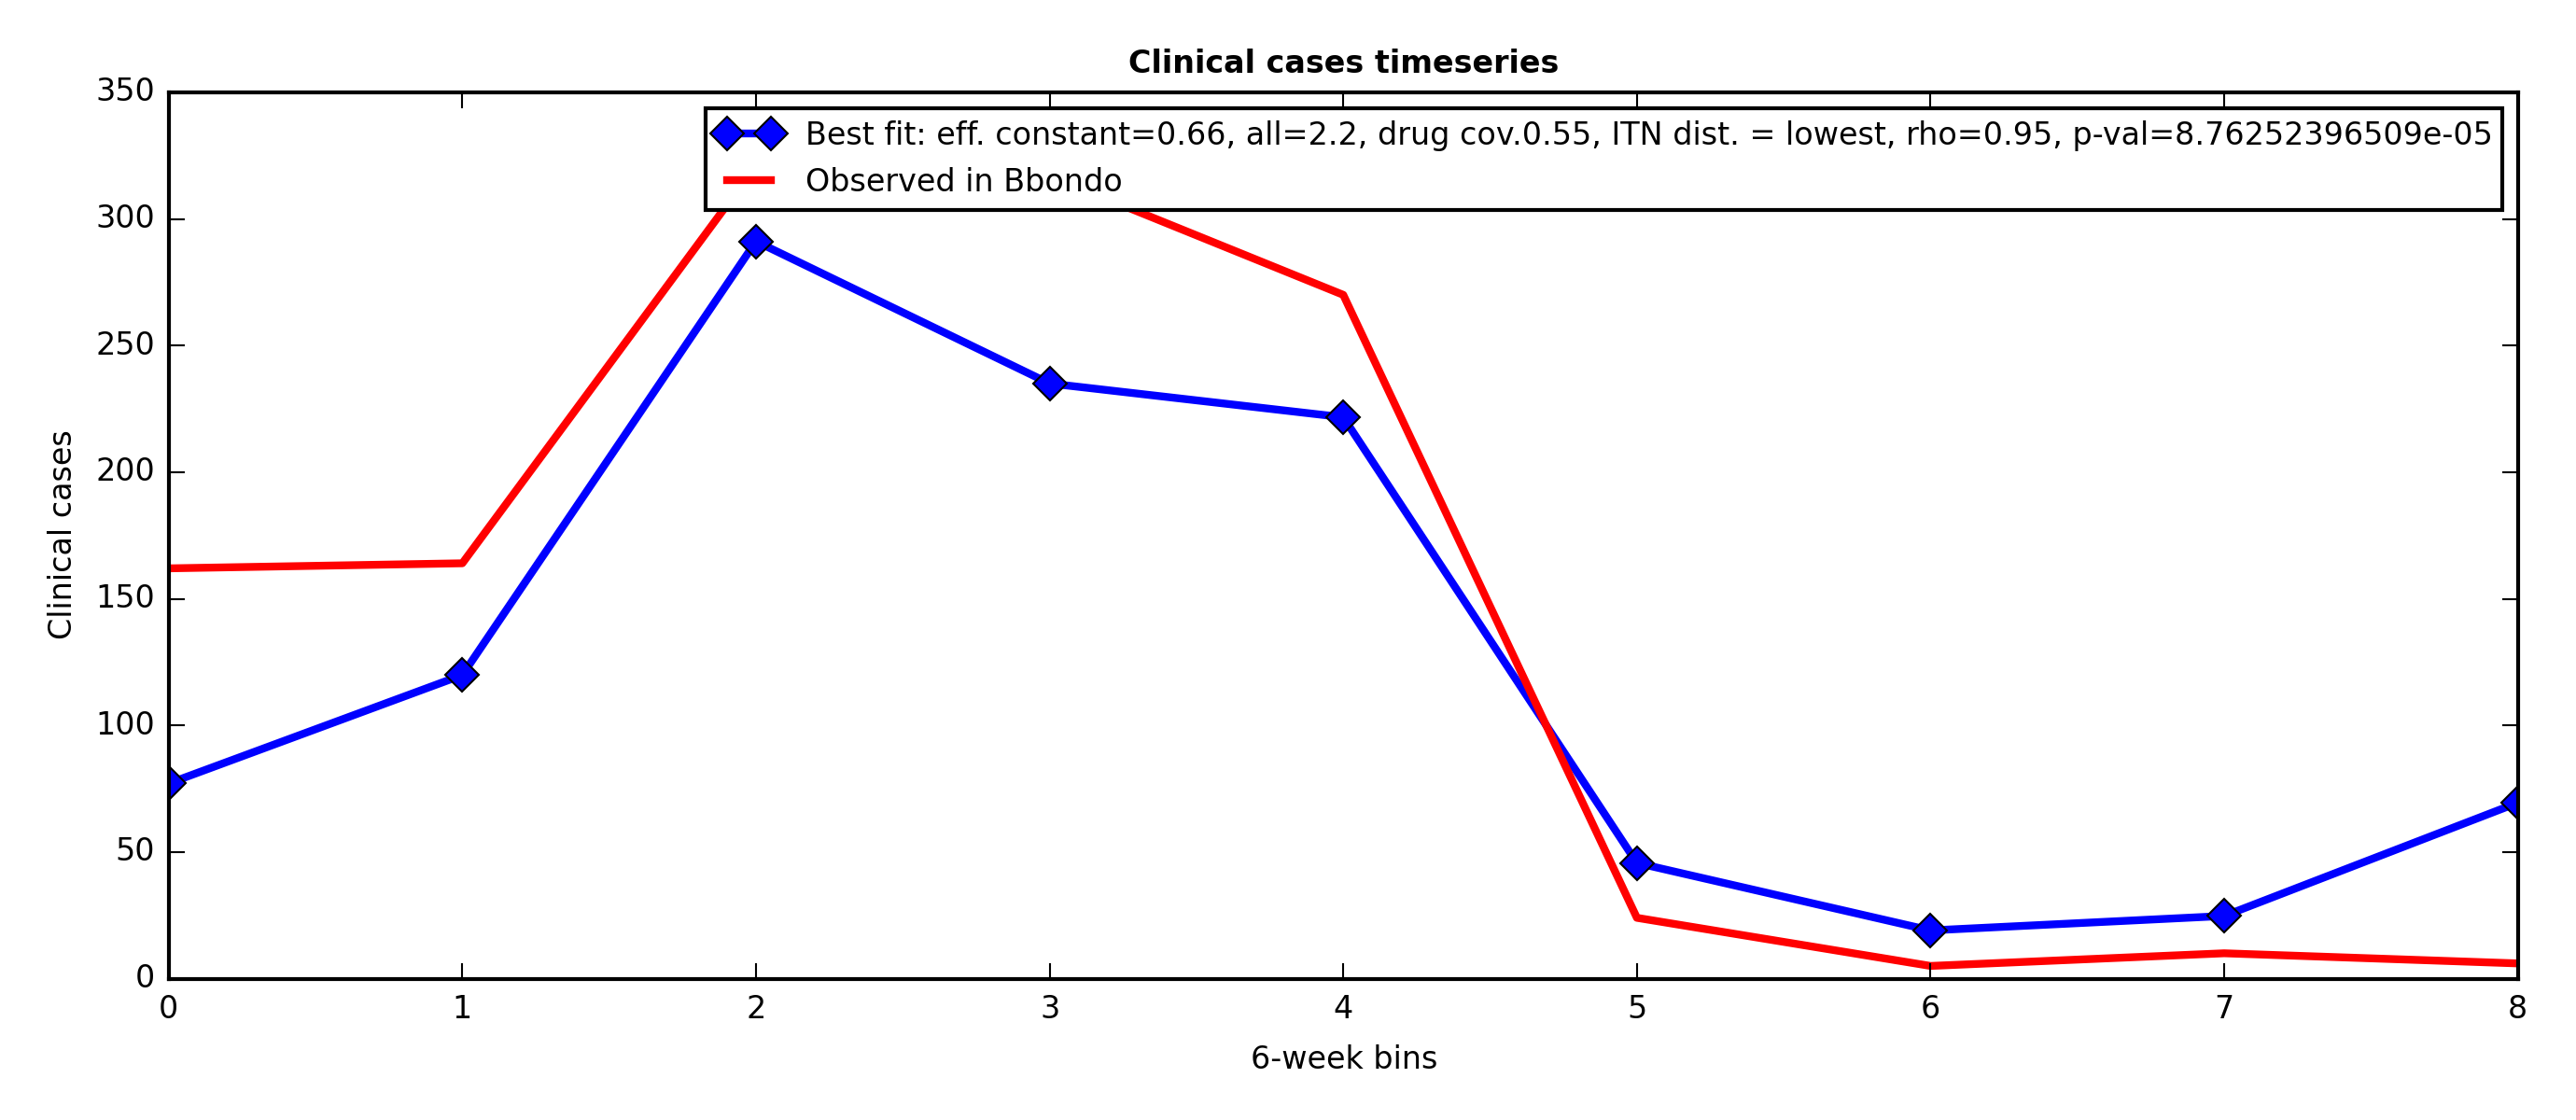 Clinical cases timeseries
350
300
250
200
150
100
50
0
Clinical cases
Best fit: eff. constant=0.66, all=2.2, drug cov.0.55, ITN dist. = lowest, rho=0.95, p-val=8.76252396509e-05
Observed in Bbondo
0 1 2 3 4 5 6 7 8
6-week bins